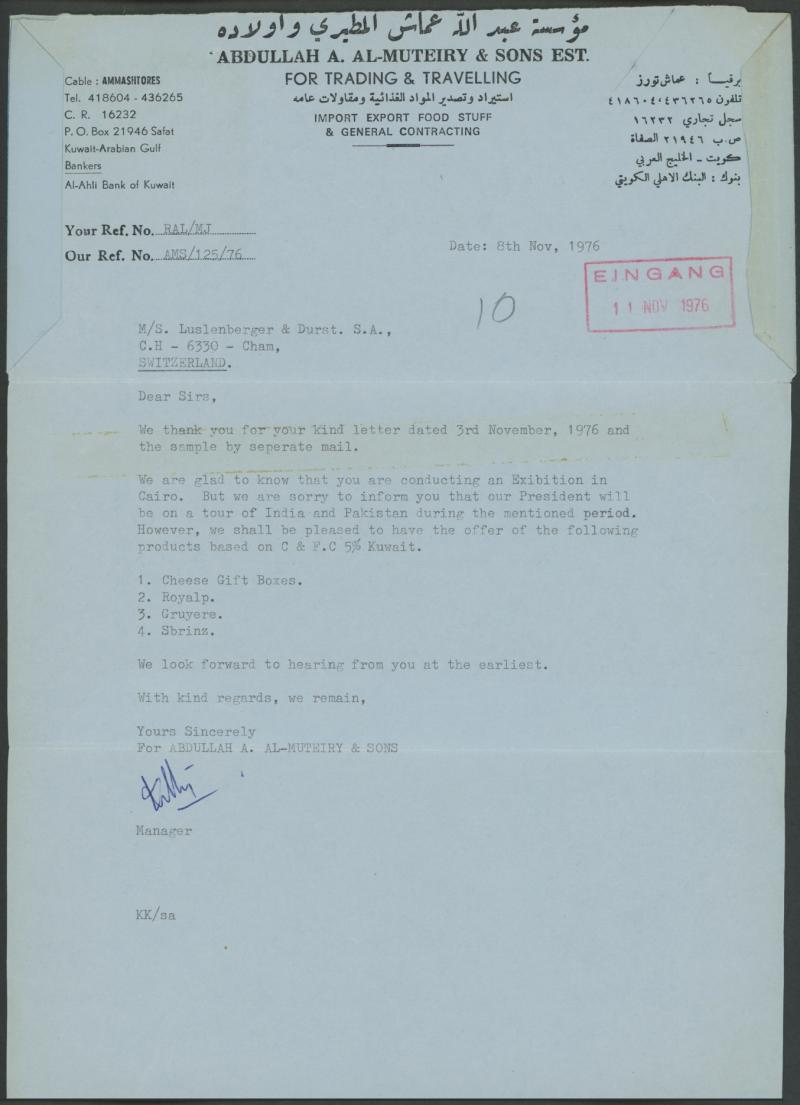 مؤسسة عبد الله عماش المطيري واولاده
ABDULLAH A. AL-MUTEIRY & SONS EST.
FOR TRADING & TRAVELLING
استيراد وتصدير المواد الغذائية ومقاولات عامه
IMPORT EXPORT FOOD STUFF
& GENERAL CONTRACTING
Cable : AMMASHTORES
Tel. 418604 - 436265
C. R. 16232
P. O. Box 21946 Safat
Kuwait-Arabian Gulf
Bankers
Al-Ahli Bank of Kuwait
برقيـــا : عماش تورز
تلفون ٤٣٦٢٦٥ ، ٤١٨٦٠٤
سجل تجاري ١٦٢٣٢
ص.ب ٢١٩٤٦ الصفاة
كويت - الخليج العربي
بنوك : البنك الاهلي الكويتي
Your Ref. No. RAL/MJ
Our Ref. No. AMS/125/76
Date: 8th Nov, 1976
EINGANG
11 NOV 1976
10
M/S. Luslenberger & Durst. S.A.,
C.H - 6330 - Cham,
SWITZERLAND.
Dear Sirs,
We thank you for your kind letter dated 3rd November, 1976 and
the sample by seperate mail.
We are glad to know that you are conducting an Exibition in
Cairo. But we are sorry to inform you that our President will
be on a tour of India and Pakistan during the mentioned period.
However, we shall be pleased to have the offer of the following
products based on C & F.C 5% Kuwait.
1. Cheese Gift Boxes.
2. Royalp.
3. Gruyere.
4. Sbrinz.
We look forward to hearing from you at the earliest.
With kind regards, we remain,
Yours Sincerely
For ABDULLAH A. AL-MUTEIRY & SONS
Manager
KK/sa